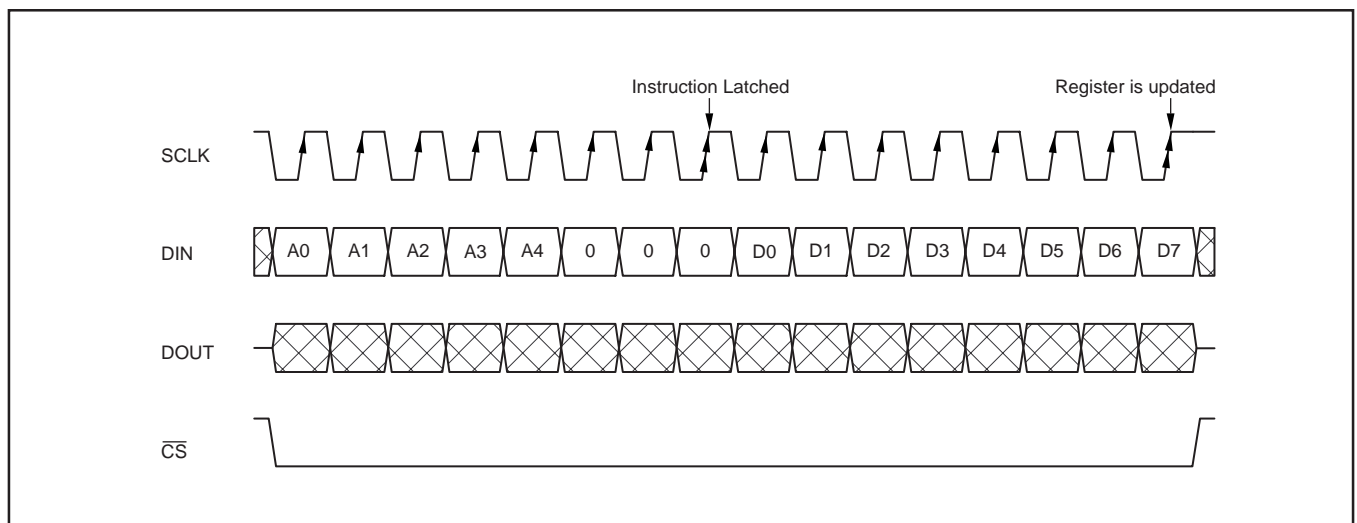 Instruction Latched Register is updated
SCLK
DIN A0 A1 A2 A3 A4 0 0 0 D0 D1 D2 D3 D4 D5 D6 D7
DOUT
CS